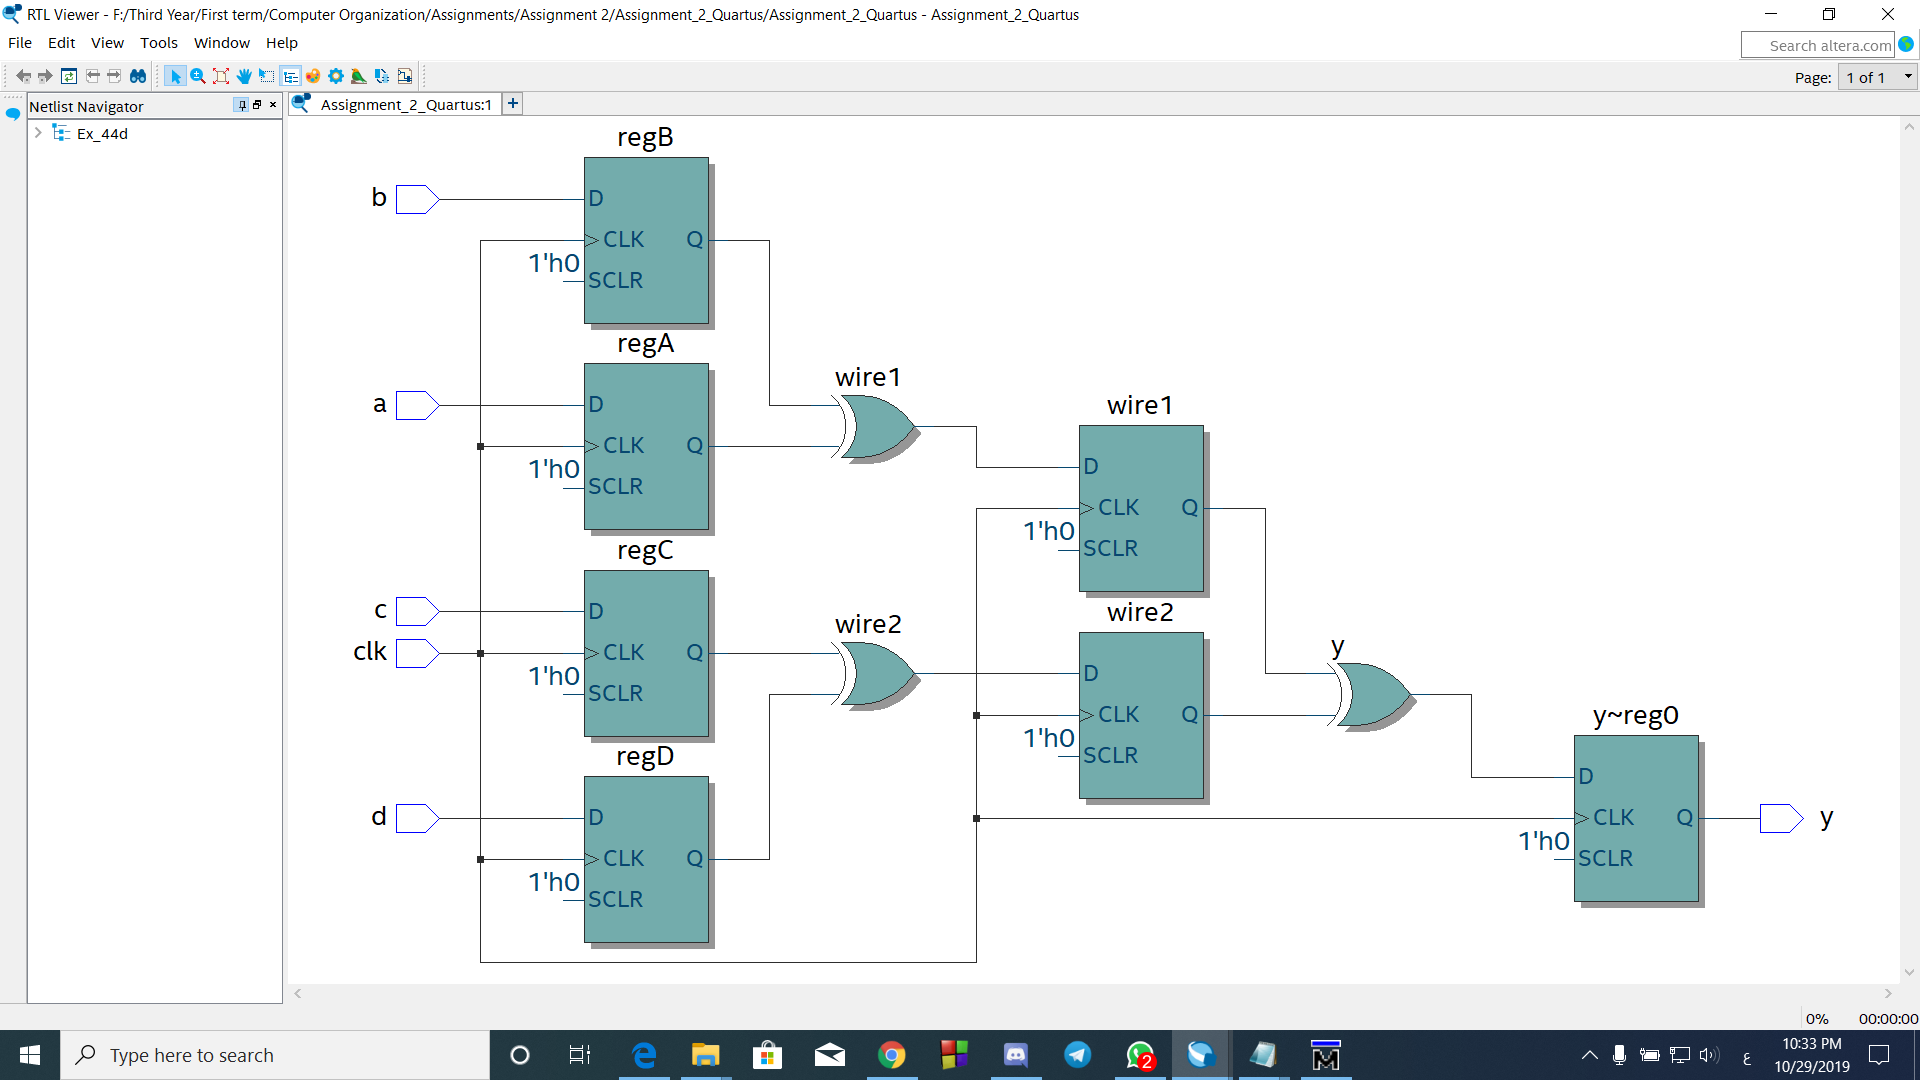 RTL Viewer - F:/Third Year/First term/Computer Organization/Assignments/Assignment 2/Assignment_2_Quartus/Assignment_2_Quartus - Assignment_2_Quartus
File Edit View Tools Window Help
Search altera.com
Page: 1 of 1
Netlist Navigator
Assignment_2_Quartus:1
Ex_44d
regB
b
D
CLK Q
1'h0
SCLR
regA
a
D
CLK Q
1'h0
SCLR
wire1
wire1
D
CLK Q
1'h0
SCLR
regC
c
D
clk
CLK Q
1'h0
SCLR
wire2
wire2
D
CLK Q
1'h0
SCLR
y
regD
d
D
CLK Q
1'h0
SCLR
y~reg0
D
CLK Q
1'h0
SCLR
y
0% 00:00:00
Type here to search
2
ع
10:33 PM
10/29/2019